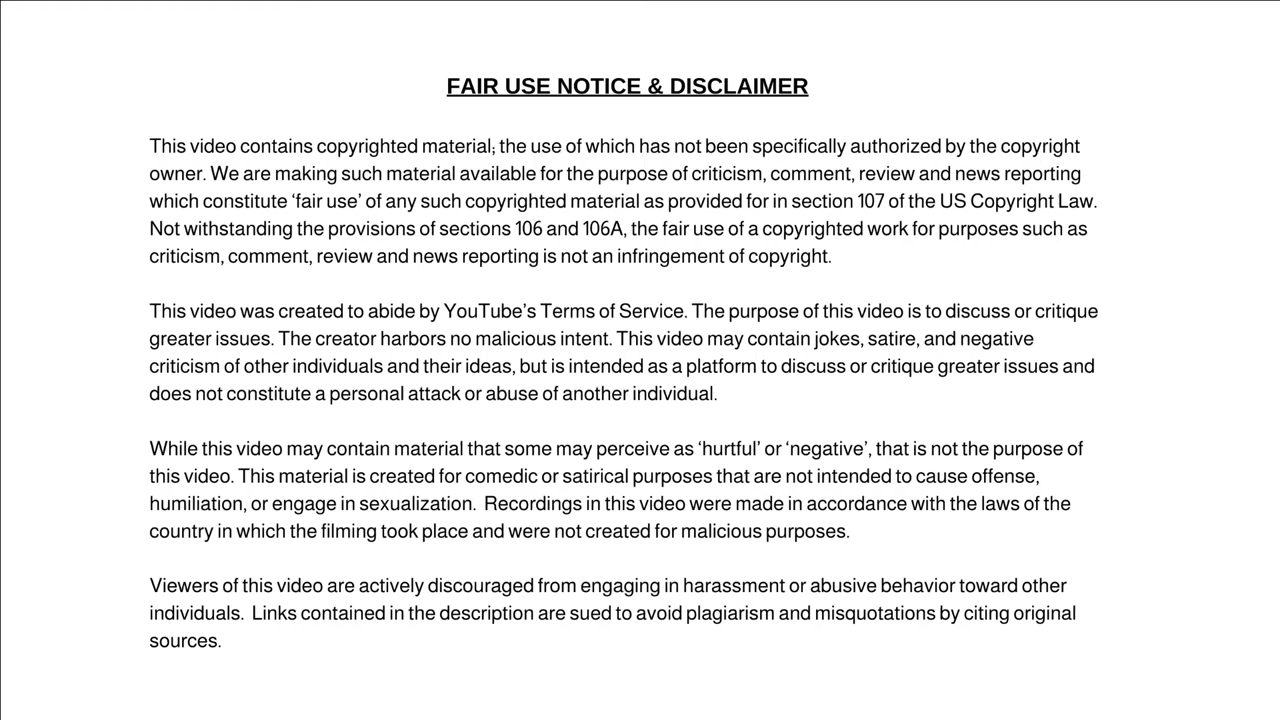 FAIR USE NOTICE & DISCLAIMER
This video contains copyrighted material; the use of which has not been specifically authorized by the copyright
owner. We are making such material available for the purpose of criticism, comment, review and news reporting
which constitute ‘fair use’ of any such copyrighted material as provided for in section 107 of the US Copyright Law.
Not withstanding the provisions of sections 106 and 106A, the fair use of a copyrighted work for purposes such as
criticism, comment, review and news reporting is not an infringement of copyright.
This video was created to abide by YouTube’s Terms of Service. The purpose of this video is to discuss or critique
greater issues. The creator harbors no malicious intent. This video may contain jokes, satire, and negative
criticism of other individuals and their ideas, but is intended as a platform to discuss or critique greater issues and
does not constitute a personal attack or abuse of another individual.
While this video may contain material that some may perceive as ‘hurtful’ or ‘negative’, that is not the purpose of
this video. This material is created for comedic or satirical purposes that are not intended to cause offense,
humiliation, or engage in sexualization.  Recordings in this video were made in accordance with the laws of the
country in which the filming took place and were not created for malicious purposes.
Viewers of this video are actively discouraged from engaging in harassment or abusive behavior toward other
individuals.  Links contained in the description are sued to avoid plagiarism and misquotations by citing original
sources.